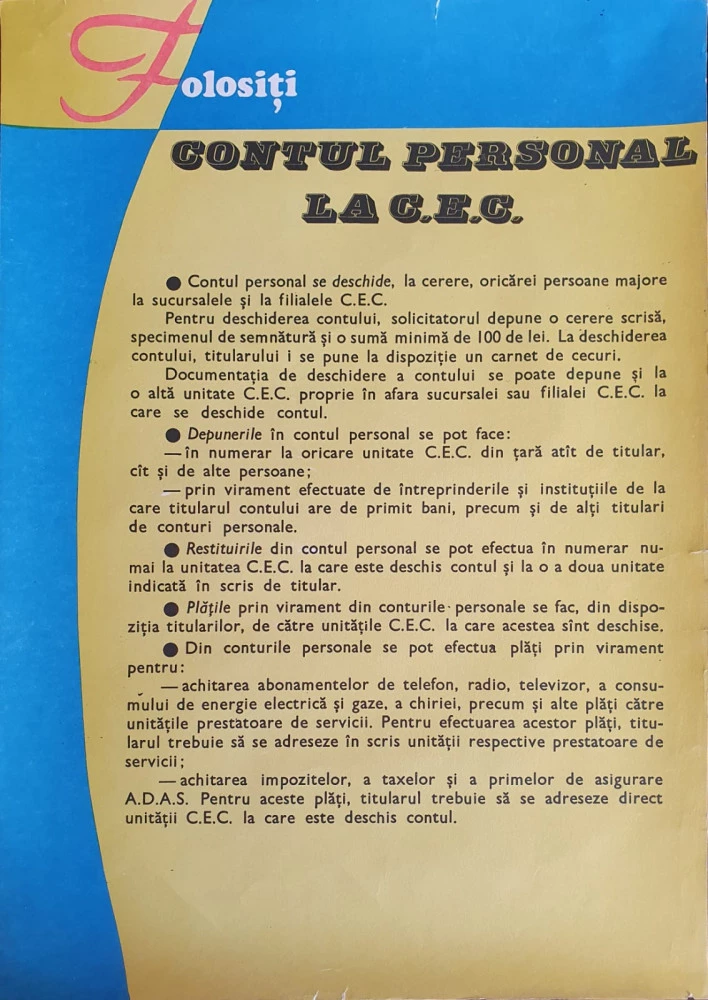 Folosiți
CONTUL PERSONAL
LA C.E.C.
● Contul personal se deschide, la cerere, oricărei persoane majore
la sucursalele și la filialele C.E.C.
Pentru deschiderea contului, solicitatorul depune o cerere scrisă,
specimenul de semnătură și o sumă minimă de 100 de lei. La deschiderea
contului, titularului i se pune la dispoziție un carnet de cecuri.
Documentația de deschidere a contului se poate depune și la
o altă unitate C.E.C. proprie în afara sucursalei sau filialei C.E.C. la
care se deschide contul.
● Depunerile în contul personal se pot face:
—în numerar la oricare unitate C.E.C. din țară atît de titular,
cît și de alte persoane;
—prin virament efectuate de întreprinderile și instituțiile de la
care titularul contului are de primit bani, precum și de alți titulari
de conturi personale.
● Restituirile din contul personal se pot efectua în numerar nu-
mai la unitatea C.E.C. la care este deschis contul și la o a doua unitate
indicată în scris de titular.
● Plățile prin virament din conturile personale se fac, din dispo-
ziția titularilor, de către unitățile C.E.C. la care acestea sînt deschise.
● Din conturile personale se pot efectua plăți prin virament
pentru:
—achitarea abonamentelor de telefon, radio, televizor, a consu-
mului de energie electrică și gaze, a chiriei, precum și alte plăți către
unitățile prestatoare de servicii. Pentru efectuarea acestor plăți, titu-
larul trebuie să se adreseze în scris unității respective prestatoare de
servicii;
—achitarea impozitelor, a taxelor și a primelor de asigurare
A.D.A.S. Pentru aceste plăți, titularul trebuie să se adreseze direct
unității C.E.C. la care este deschis contul.